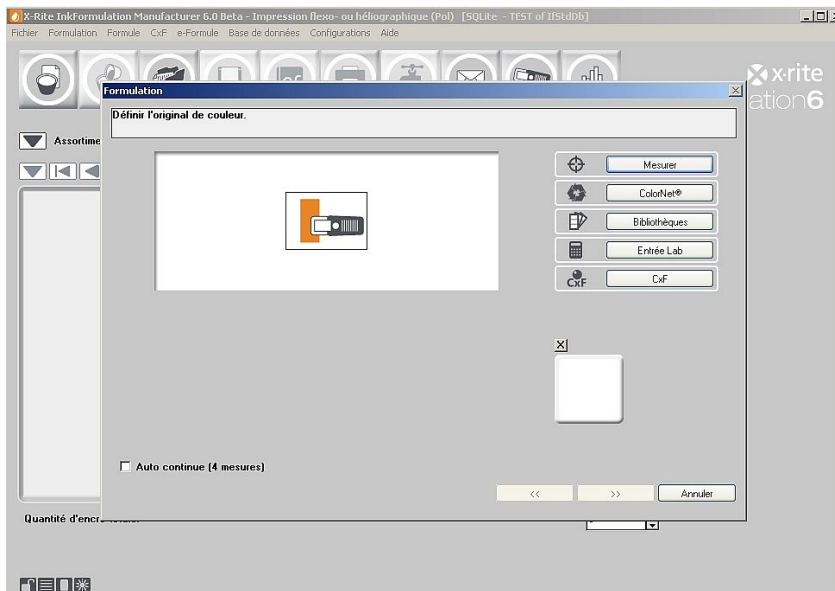 X-Rite InkFormulation Manufacturer 6.0 Beta - Impression flexo- ou héliographique (Pol) [SQLite - TEST of IfStdDb]
Fichier Formulation Formule CxF e-Formule Base de données Configurations Aide
x·rite
ation6
Formulation
Définir l'original de couleur.
Assortime
Mesurer
ColorNet®
Bibliothèques
Entrée Lab
CxF
CxF
X
Auto continue (4 mesures)
<< >> Annuler
Quantité d'encre